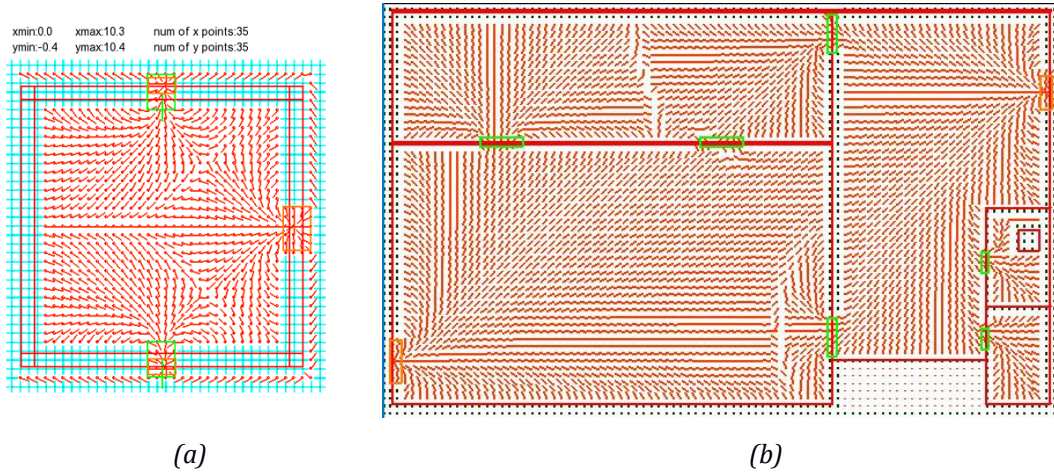 xmin:0.0 xmax:10.3 num of x points:35
ymin:-0.4 ymax:10.4 num of y points:35
(a) (b)